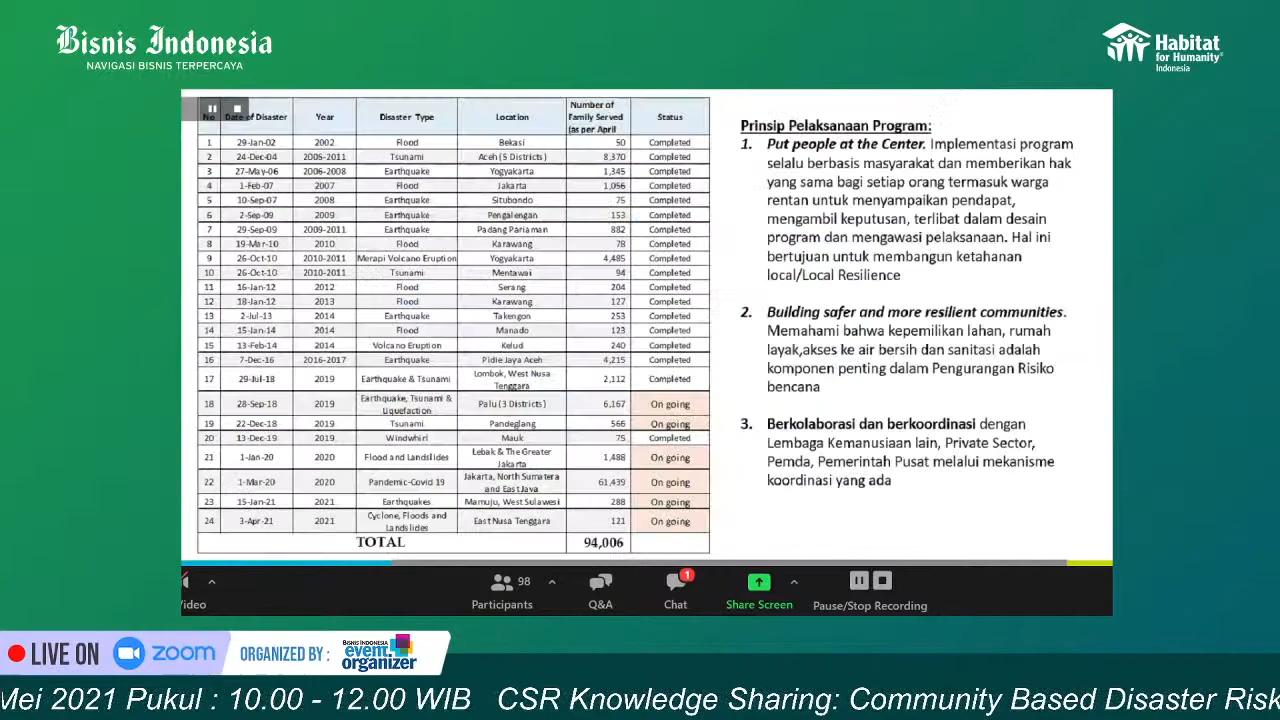 Bisnis Indonesia
NAVIGASI BISNIS TERPERCAYA
Habitat
for Humanity®
Indonesia
No Date of Disaster Year Disaster Type Location Number of Family Served (as per April Status
1 29-Jan-02 2002 Flood Bekasi 50 Completed
2 24-Dec-04 2005-2011 Tsunami Aceh (5 Districts) 8,370 Completed
3 27-May-06 2006-2008 Earthquake Yogyakarta 1,345 Completed
4 1-Feb-07 2007 Flood Jakarta 1,056 Completed
5 10-Sep-07 2008 Earthquake Situbondo 75 Completed
6 2-Sep-09 2009 Earthquake Pengalengan 153 Completed
7 29-Sep-09 2009-2011 Earthquake Padang Pariaman 882 Completed
8 19-Mar-10 2010 Flood Karawang 78 Completed
9 26-Oct-10 2010-2011 Merapi Volcano Eruption Yogyakarta 4,485 Completed
10 26-Oct-10 2010-2011 Tsunami Mentawai 94 Completed
11 16-Jan-12 2012 Flood Serang 204 Completed
12 18-Jan-12 2013 Flood Karawang 127 Completed
13 2-Jul-13 2014 Earthquake Takengon 253 Completed
14 15-Jan-14 2014 Flood Manado 123 Completed
15 13-Feb-14 2014 Volcano Eruption Kelud 240 Completed
16 7-Dec-16 2016-2017 Earthquake Pidie Jaya Aceh 4,215 Completed
17 29-Jul-18 2019 Earthquake & Tsunami Lombok, West Nusa Tenggara 2,112 Completed
18 28-Sep-18 2019 Earthquake, Tsunami & Liquefaction Palu (3 Districts) 6,167 On going
19 22-Dec-18 2019 Tsunami Pandeglang 566 On going
20 13-Dec-19 2019 Windwhirl Mauk 75 Completed
21 1-Jan-20 2020 Flood and Landslides Lebak & The Greater Jakarta 1,488 On going
22 1-Mar-20 2020 Pandemic-Covid 19 Jakarta, North Sumatera and East Java 61,439 On going
23 15-Jan-21 2021 Earthquakes Mamuju, West Sulawesi 288 On going
24 3-Apr-21 2021 Cyclone, Floods and Landslides East Nusa Tenggara 121 On going
TOTAL 94,006
Prinsip Pelaksanaan Program:
1. Put people at the Center. Implementasi program
selalu berbasis masyarakat dan memberikan hak
yang sama bagi setiap orang termasuk warga
rentan untuk menyampaikan pendapat,
mengambil keputusan, terlibat dalam desain
program dan mengawasi pelaksanaan. Hal ini
bertujuan untuk membangun ketahanan
local/Local Resilience
2. Building safer and more resilient communities.
Memahami bahwa kepemilikan lahan, rumah
layak,akses ke air bersih dan sanitasi adalah
komponen penting dalam Pengurangan Risiko
bencana
3. Berkolaborasi dan berkoordinasi dengan
Lembaga Kemanusiaan lain, Private Sector,
Pemda, Pemerintah Pusat melalui mekanisme
koordinasi yang ada
Video
98
Participants
Q&A
1
Chat
Share Screen
Pause/Stop Recording
LIVE ON zoom ORGANIZED BY :
BISNIS INDONESIA
event
organizer
Mei 2021 Pukul : 10.00 - 12.00 WIB CSR Knowledge Sharing: Community Based Disaster Risk